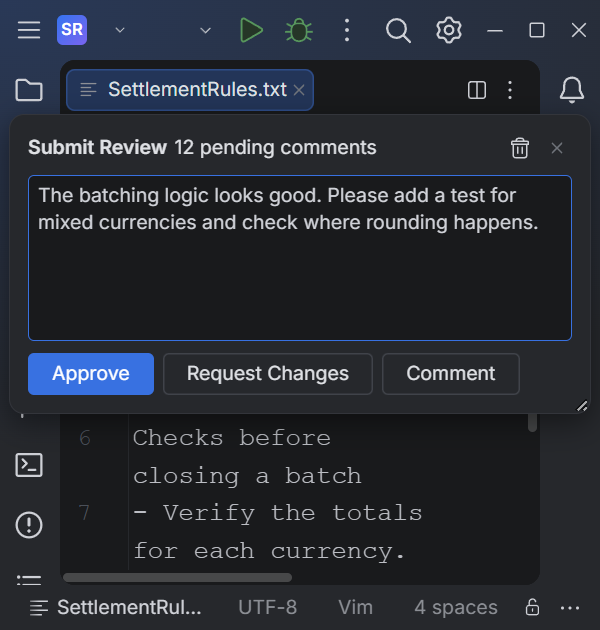 SR
SettlementRules.txt
Submit Review 12 pending comments
The batching logic looks good. Please add a test for
mixed currencies and check where rounding happens.
Approve Request Changes Comment
6 Checks before
closing a batch
7 - Verify the totals
for each currency.
SettlementRul... UTF-8 Vim 4 spaces